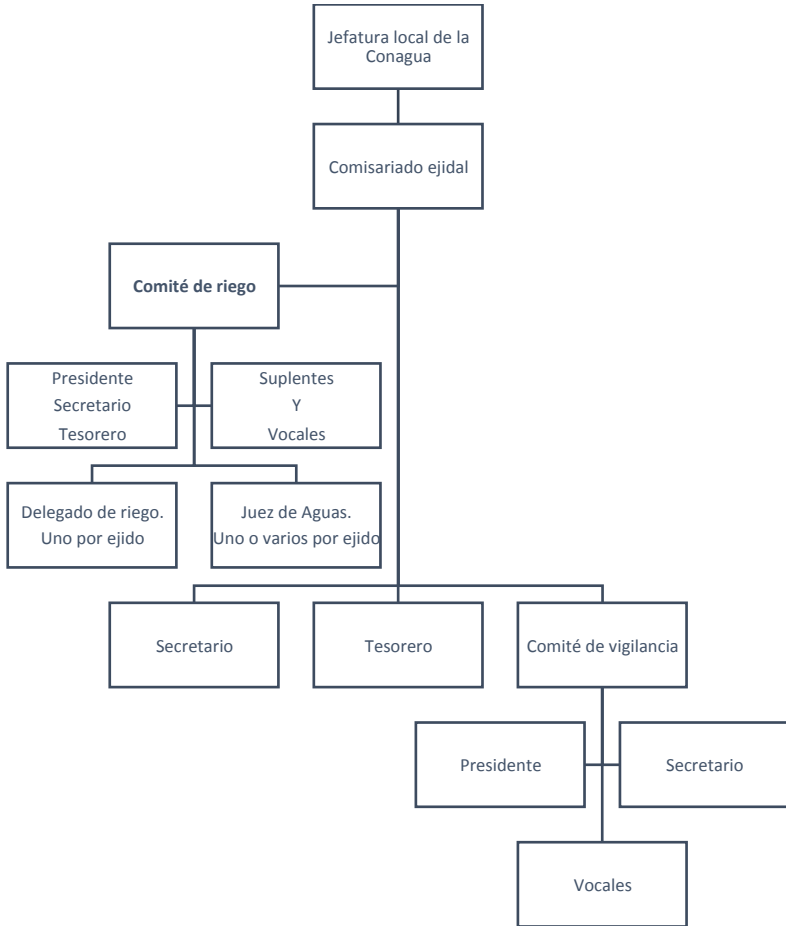 Jefatura local de la
Conagua
Comisariado ejidal
Comité de riego
Presidente
Secretario
Tesorero
Suplentes
Y
Vocales
Delegado de riego.
Uno por ejido
Juez de Aguas.
Uno o varios por ejido
Secretario
Tesorero
Comité de vigilancia
Presidente
Secretario
Vocales